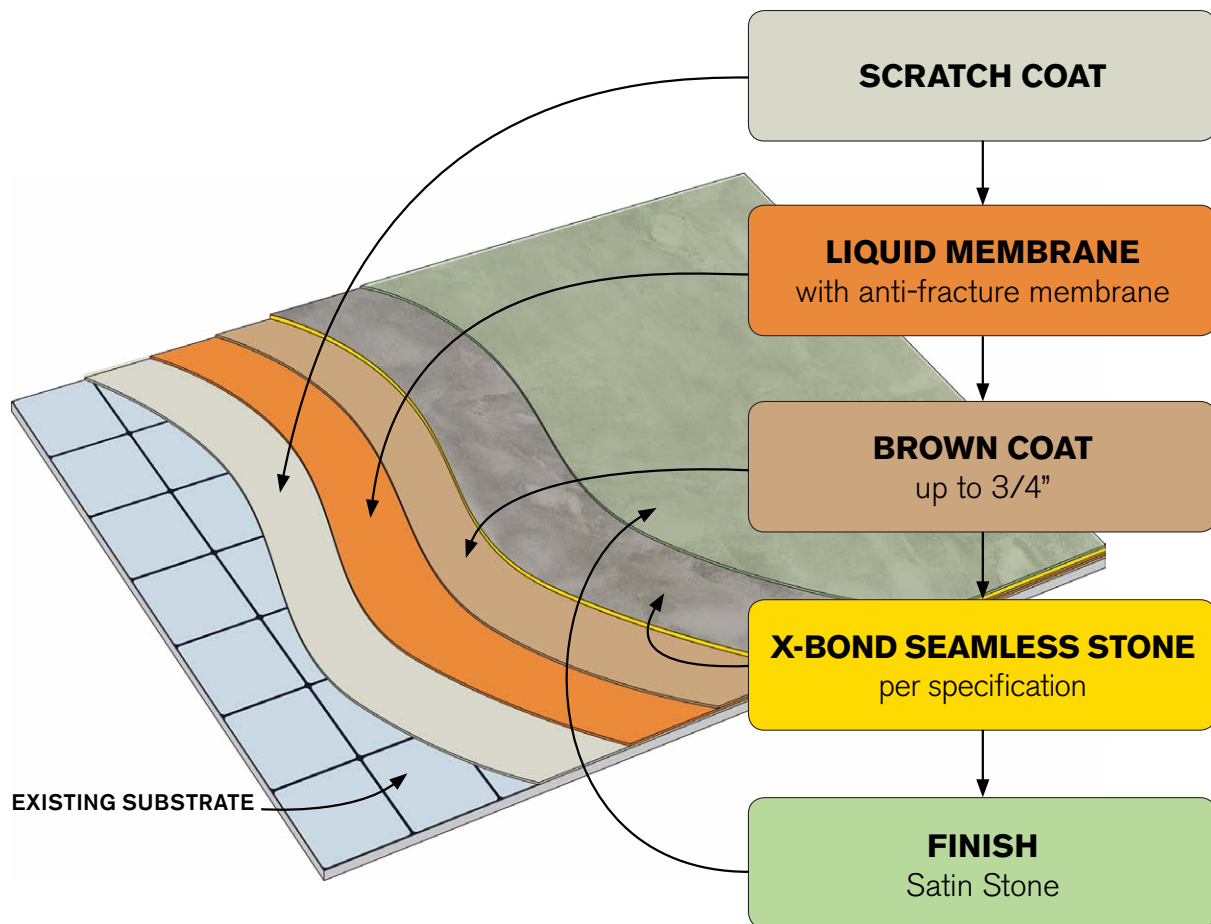 SCRATCH COAT
LIQUID MEMBRANE
with anti-fracture membrane
BROWN COAT
up to 3/4”
X-BOND SEAMLESS STONE
per specification
EXISTING SUBSTRATE
FINISH
Satin Stone